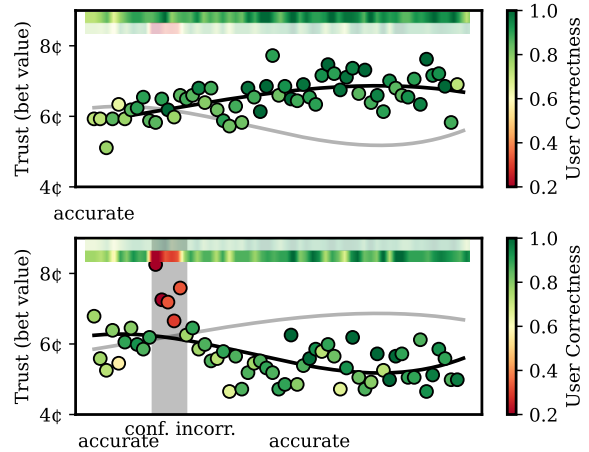 8¢
6¢
4¢
Trust (bet value)
accurate
1.0
0.8
0.6
0.4
0.2
User Correctness
8¢
6¢
4¢
Trust (bet value)
conf. incorr.
accurate
accurate
1.0
0.8
0.6
0.4
0.2
User Correctness